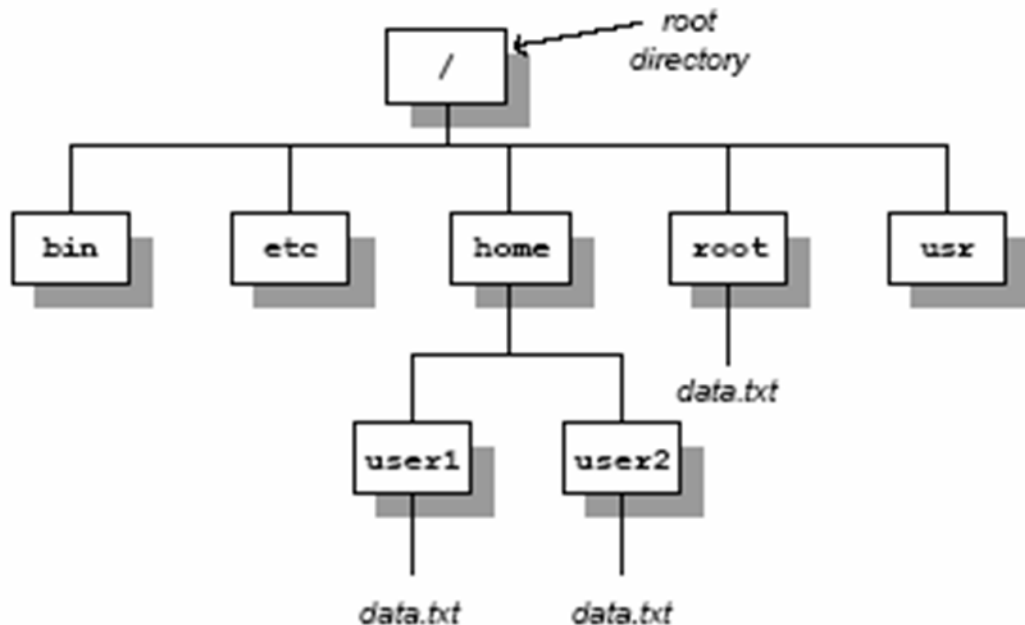 /
root
directory
bin
etc
home
root
usr
data.txt
user1
user2
data.txt
data.txt